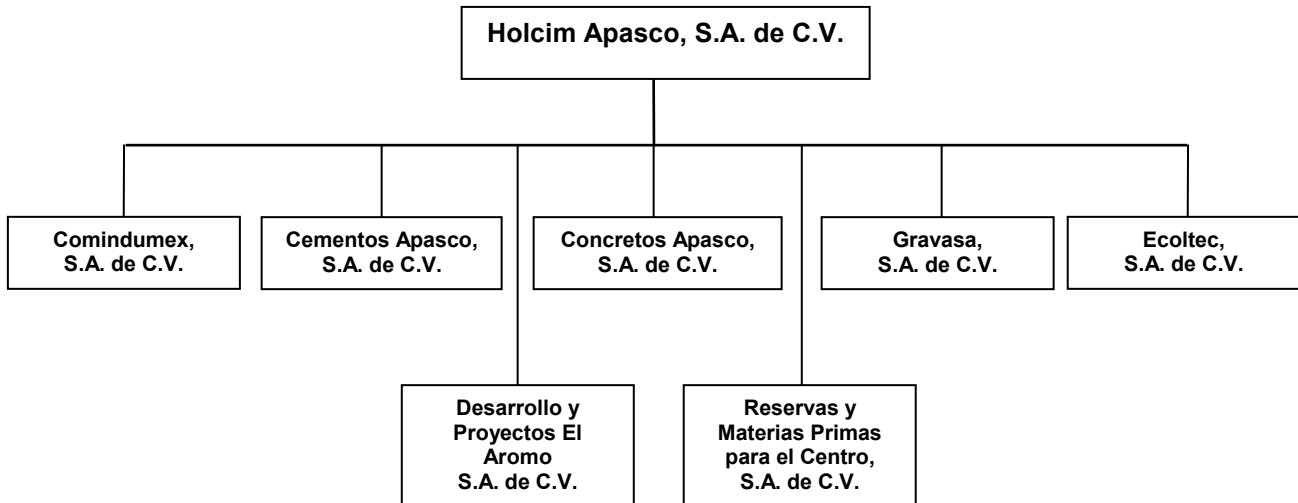 Holcim Apasco, S.A. de C.V.
Comindumex,
S.A. de C.V.
Cementos Apasco,
S.A. de C.V.
Concretos Apasco,
S.A. de C.V.
Gravasa,
S.A. de C.V.
Ecoltec,
S.A. de C.V.
Desarrollo y
Proyectos El
Aromo
S.A. de C.V.
Reservas y
Materias Primas
para el Centro,
S.A. de C.V.